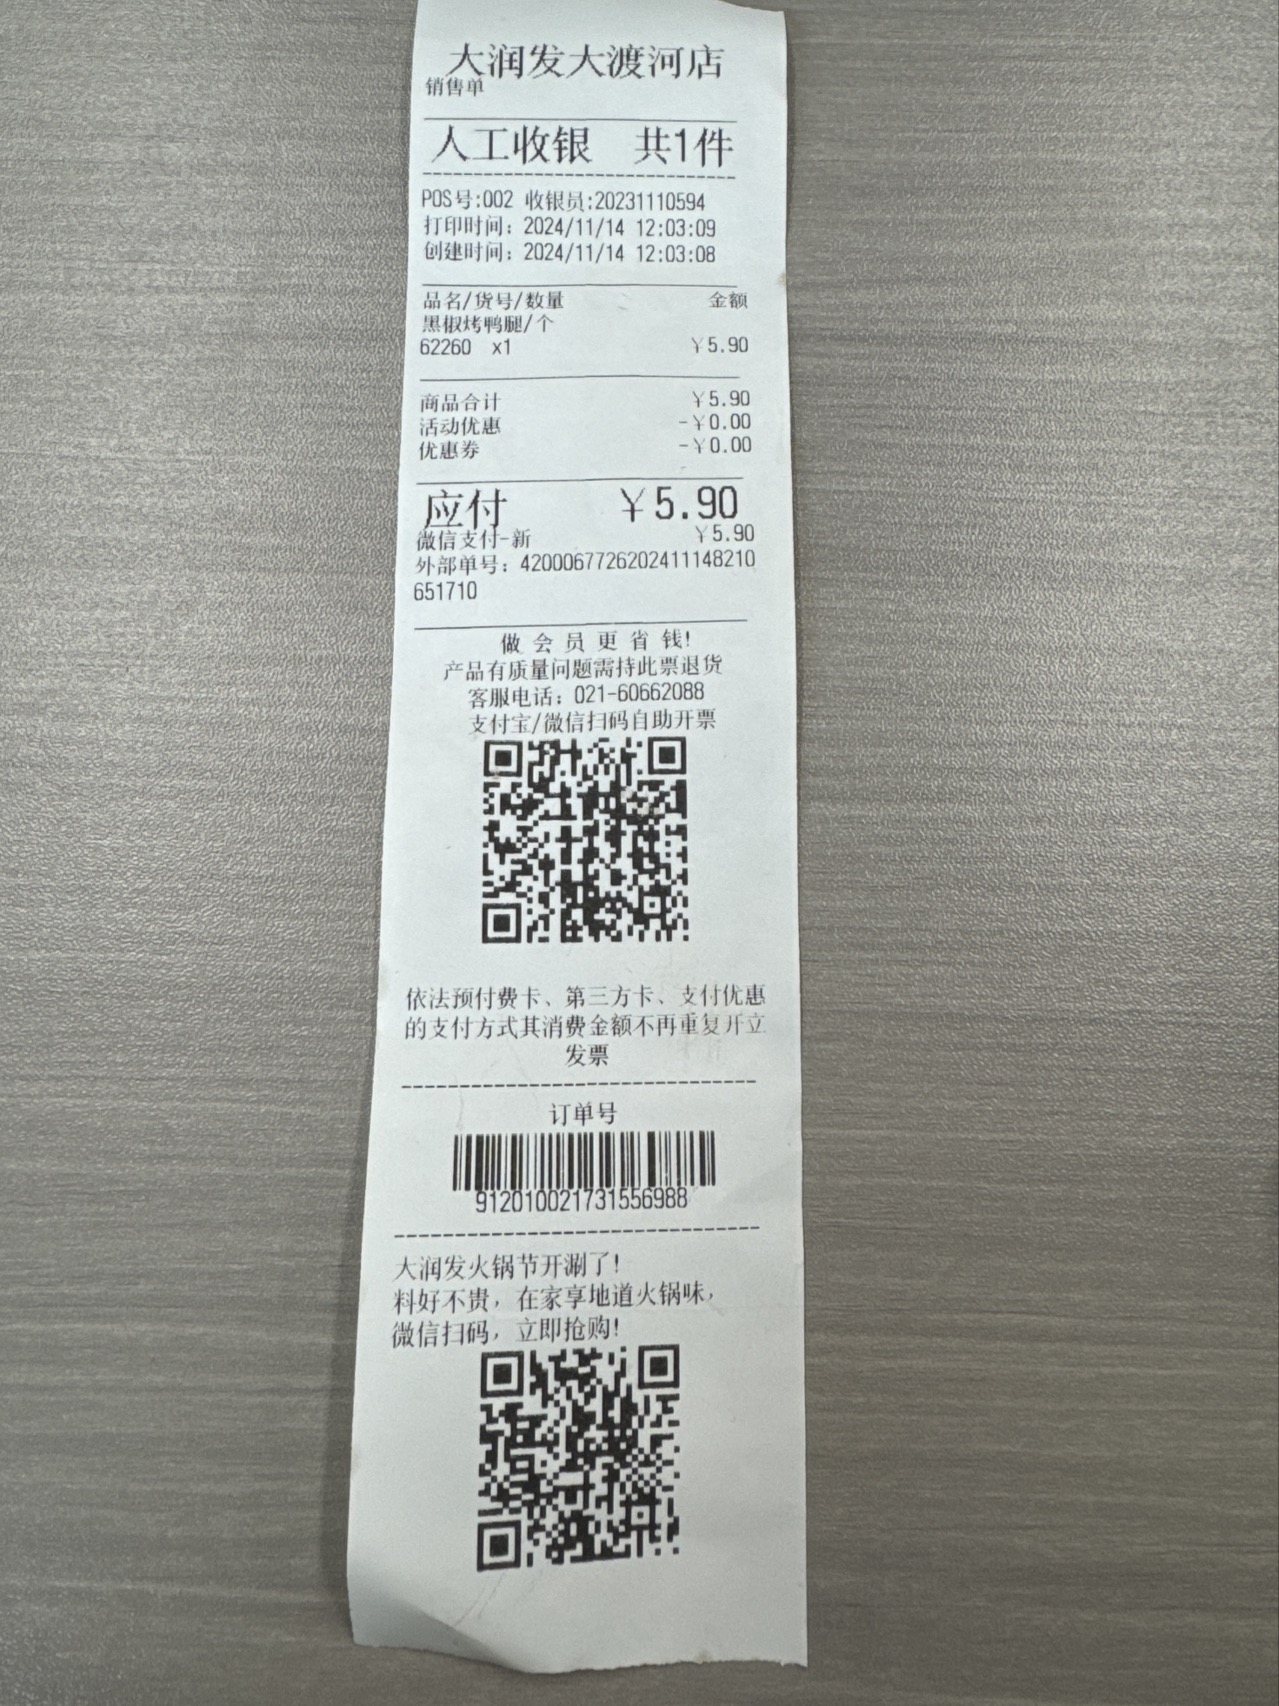 大润发大渡河店
销售单
人工收银 共1件
POS号:002 收银员:20231110594
打印时间: 2024/11/14 12:03:09
创建时间: 2024/11/14 12:03:08
品名/货号/数量 金额
黑椒烤鸭腿/个
62260 x1 ¥5.90
商品合计 ¥5.90
活动优惠 -¥0.00
优惠券 -¥0.00
应付 ¥5.90
微信支付-新 ¥5.90
外部单号: 4200067726202411148210
651710
做会员更省钱!
产品有质量问题需持此票退货
客服电话: 021-60662088
支付宝/微信扫码自助开票
依法预付费卡、第三方卡、支付优惠
的支付方式其消费金额不再重复开立
发票
订单号
912010021731556988
大润发火锅节开涮了!
料好不贵, 在家享地道火锅味,
微信扫码, 立即抢购!